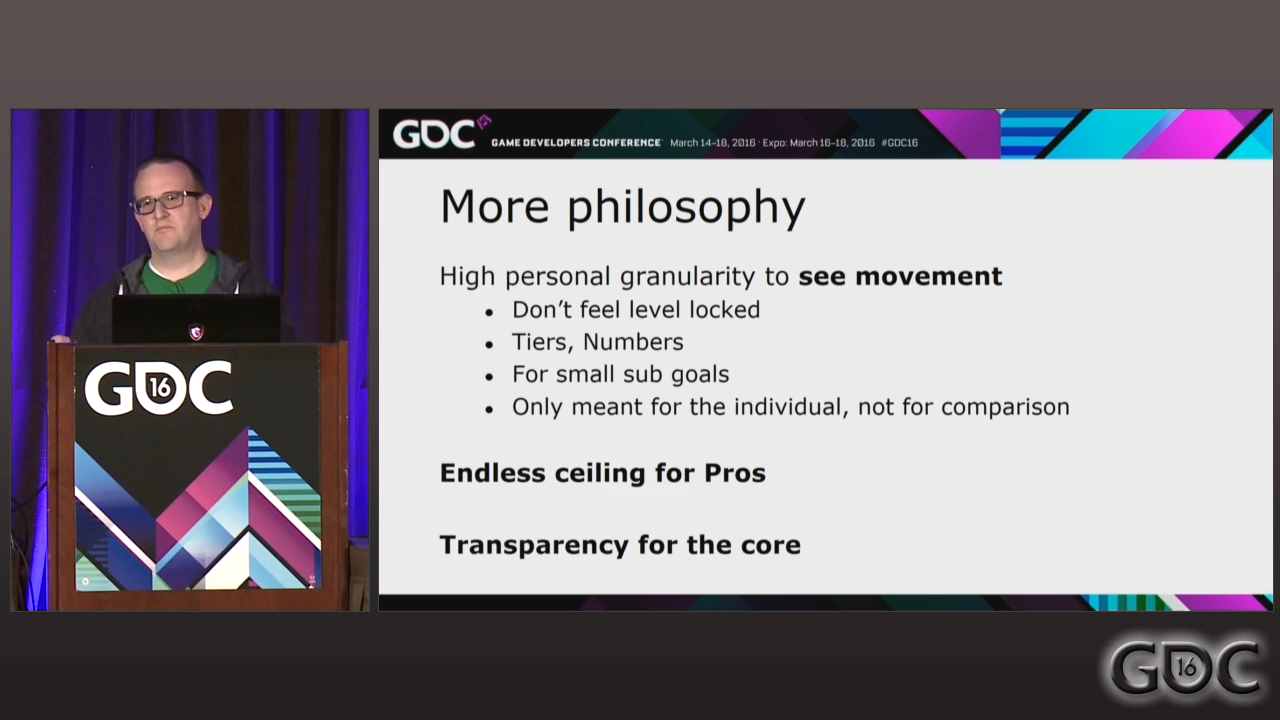 GDC
GAME DEVELOPERS CONFERENCE March 14-18, 2016 · Expo: March 16-18, 2016 #GDC16
More philosophy
High personal granularity to see movement
• Don’t feel level locked
• Tiers, Numbers
• For small sub goals
• Only meant for the individual, not for comparison
Endless ceiling for Pros
Transparency for the core
GDC 16
GDC 16